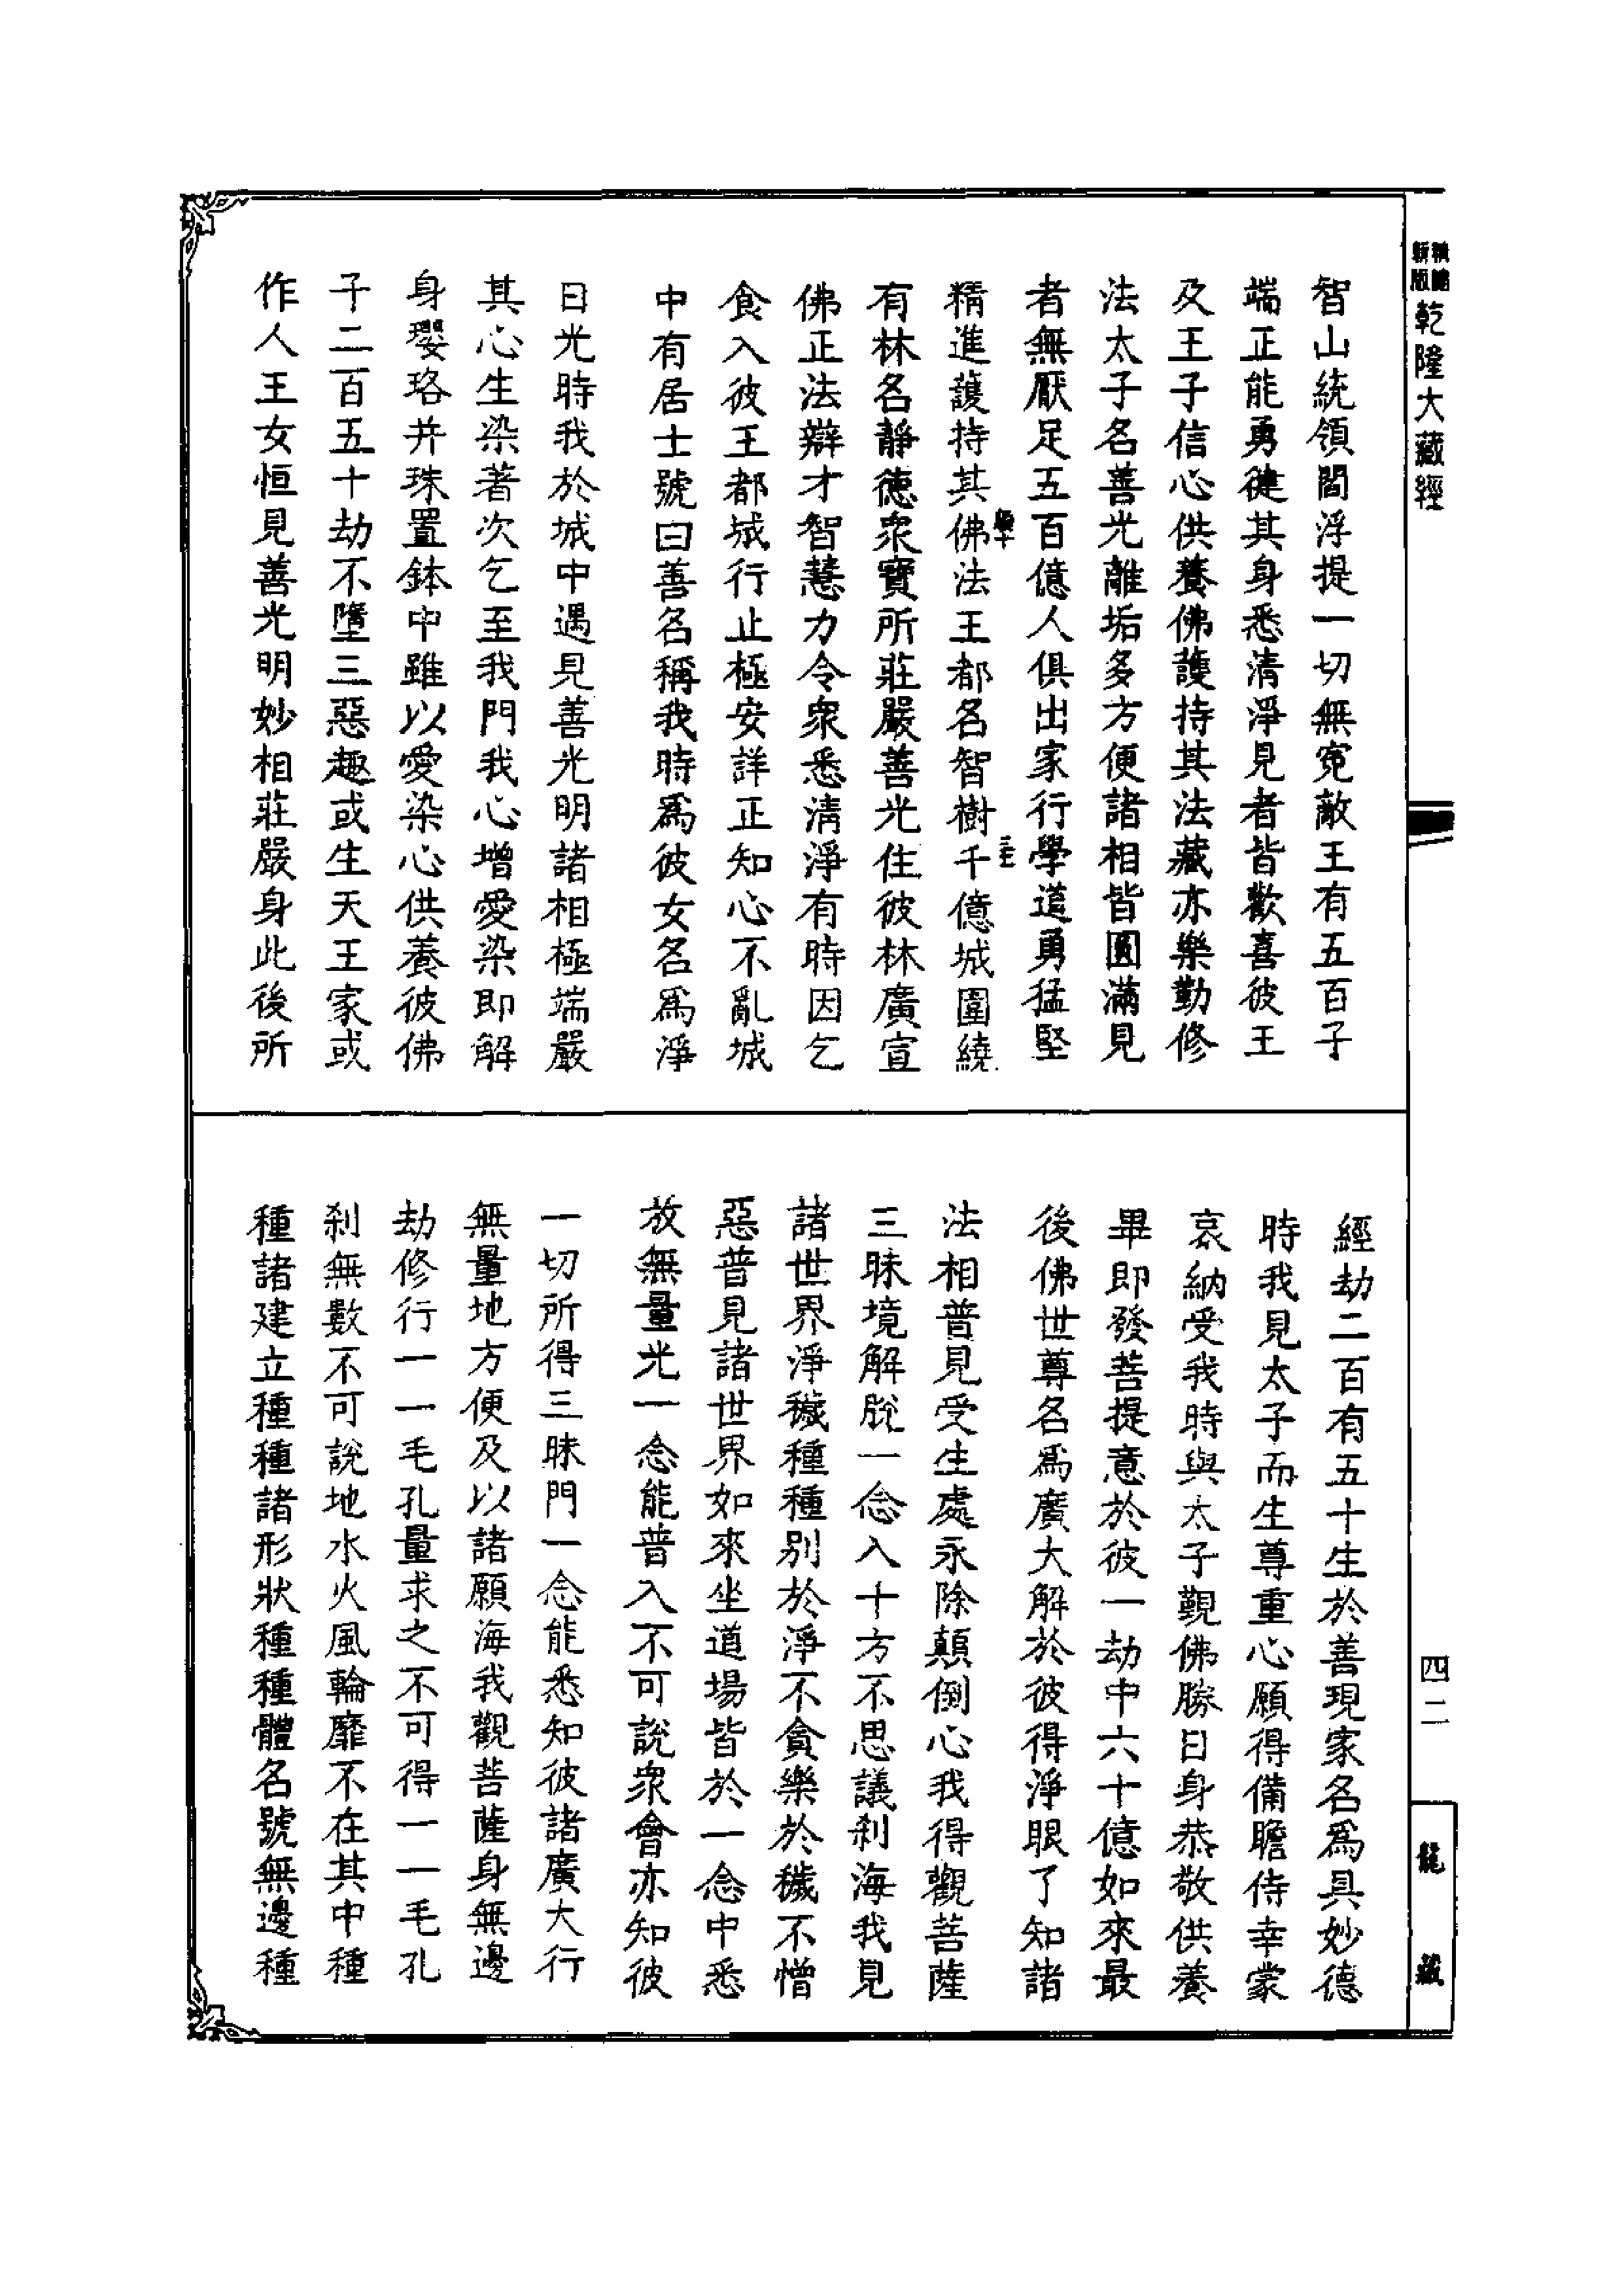 新版
精縮
乾隆大藏經
四二
龍藏
智山統領閻浮提一切無寃敵王有五百子
端正能勇健其身悉清淨見者皆歡喜彼王
及王子信心供養佛護持其法藏亦樂勤修
法太子名善光離垢多方便諸相皆圓滿見
者無厭足五百億人俱出家行學道勇猛堅
精進護持其佛法王都名智樹千億城圍繞
有林名靜德衆寶所莊嚴善光住彼林廣宣
佛正法辯才智慧力令衆悉清淨有時因乞
食入彼王都城行止極安詳正知心不亂城
中有居士號曰善名稱我時爲彼女名爲淨
日光時我於城中遇見善光明諸相極端嚴
其心生染著次乞至我門我心增愛染即解
身瓔珞并珠置鉢中雖以愛染心供養彼佛
子二百五十劫不墮三惡趣或生天王家或
作人王女恒見善光明妙相莊嚴身此後所
經劫二百有五十生於善現家名爲具妙德
時我見太子而生尊重心願得備瞻侍幸蒙
哀納受我時與太子覲佛勝日身恭敬供養
畢即發菩提意於彼一劫中六十億如來最
後佛世尊名爲廣大解於彼得淨眼了知諸
法相普見受生處永除顛倒心我得觀菩薩
三昧境解脫一念入十方不思議刹海我見
諸世界淨穢種種別於淨不貪樂於穢不憎
惡普見諸世界如來坐道場皆於一念中悉
放無量光一念能普入不可說衆會亦知彼
一切所得三昧門一念能悉知彼諸廣大行
無量地方便及以諸願海我觀菩薩身無邊
劫修行一一毛孔量求之不可得一一毛孔
刹無數不可說地水火風輪靡不在其中種
種諸建立種種諸形狀種種體名號無邊種